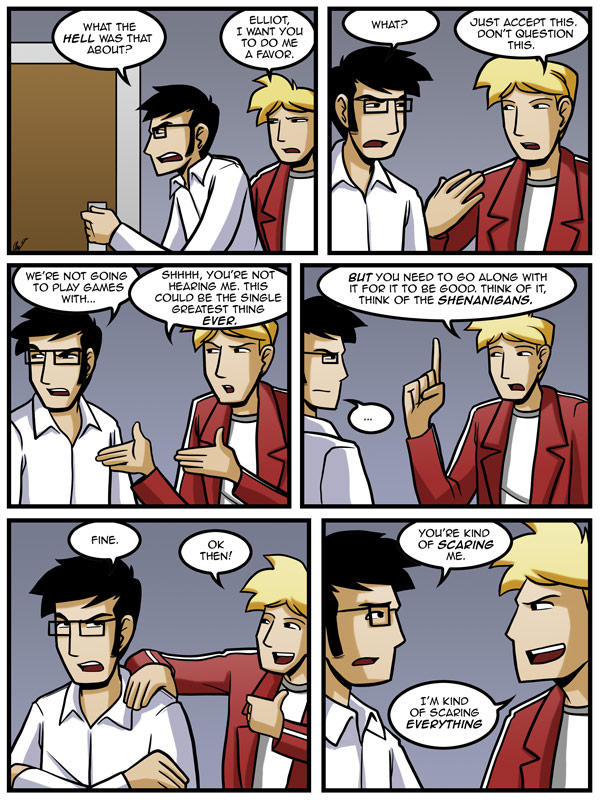 WHAT THE
HELL WAS THAT
ABOUT?
ELLIOT,
I WANT YOU
TO DO ME
A FAVOR.
WHAT?
JUST ACCEPT THIS.
DON'T QUESTION
THIS.
WE'RE NOT GOING
TO PLAY GAMES
WITH...
SHHHH, YOU'RE NOT
HEARING ME. THIS
COULD BE THE SINGLE
GREATEST THING
EVER.
BUT YOU NEED TO GO ALONG WITH
IT FOR IT TO BE GOOD. THINK OF IT,
THINK OF THE SHENANIGANS.
...
FINE.
OK
THEN!
YOU'RE KIND
OF SCARING
ME.
I'M KIND
OF SCARING
EVERYTHING